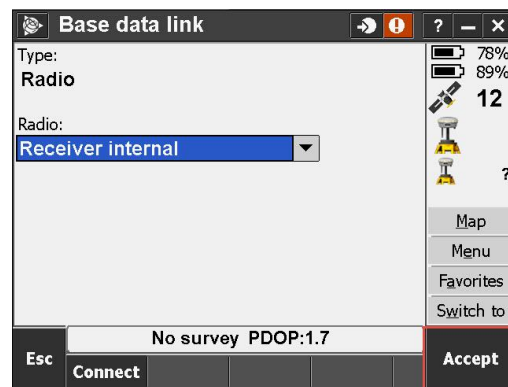 Base data link
? — ×
Type:
Radio
78%
89%
12
Radio:
Receiver internal
?
Map
Menu
Favorites
Switch to
No survey PDOP:1.7
Esc
Connect
Accept